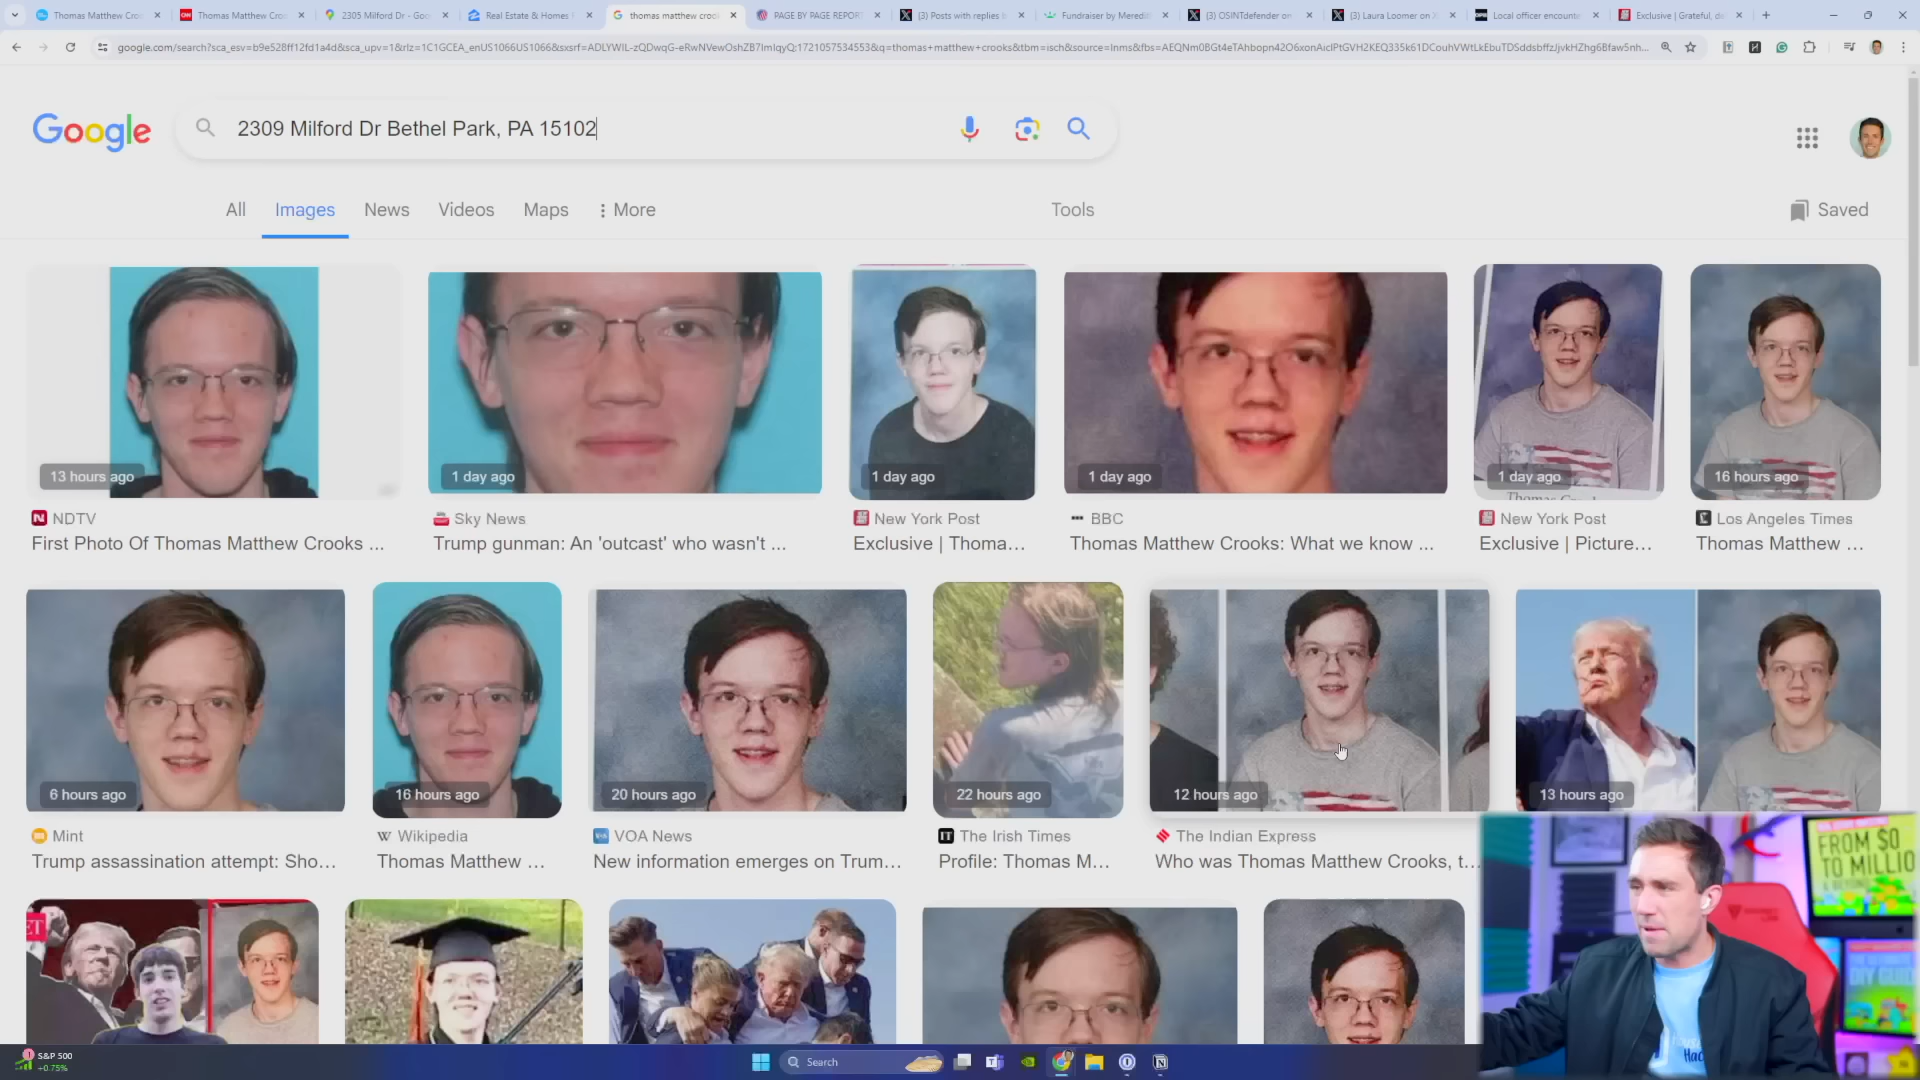 Thomas Matthew Croo
Thomas Matthew Croo
2305 Milford Dr - Goo
Real Estate & Homes F
thomas matthew crook
PAGE BY PAGE REPORT
(3) Posts with replies b
Fundraiser by Meredi
(3) OSINTdefender on
(3) Laura Loomer on X
Local officer encounte
Exclusive | Grateful, de
Google
2309 Milford Dr Bethel Park, PA 15102
All
Images
News
Videos
Maps
More
Tools
Saved
13 hours ago
1 day ago
1 day ago
1 day ago
1 day ago
16 hours ago
NDTV
Sky News
New York Post
BBC
New York Post
Los Angeles Times
First Photo Of Thomas Matthew Crooks ...
Trump gunman: An 'outcast' who wasn't ...
Exclusive | Thoma...
Thomas Matthew Crooks: What we know ...
Exclusive | Picture...
Thomas Matthew ...
6 hours ago
16 hours ago
20 hours ago
22 hours ago
12 hours ago
13 hours ago
Mint
Wikipedia
VOA News
The Irish Times
The Indian Express
Trump assassination attempt: Sho...
Thomas Matthew ...
New information emerges on Trum...
Profile: Thomas M...
Who was Thomas Matthew Crooks, t...
FROM $0
TO MILLIO
ET
S&P 500
+0.75%
Search